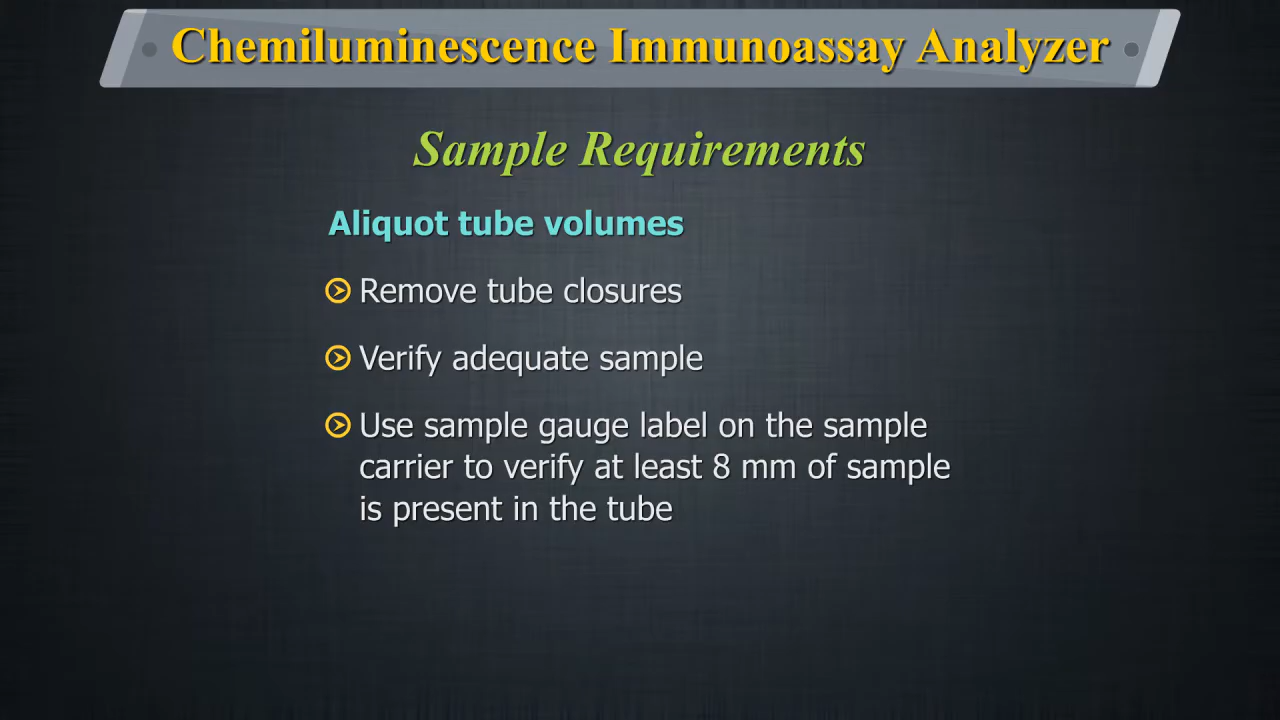 Chemiluminescence Immunoassay Analyzer
Sample Requirements
Aliquot tube volumes
Remove tube closures
Verify adequate sample
Use sample gauge label on the sample
carrier to verify at least 8 mm of sample
is present in the tube